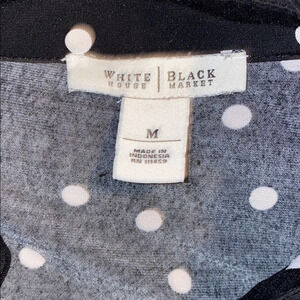 WHITE | BLACK
HOUSE | MARKET
M
MADE IN
INDONESIA